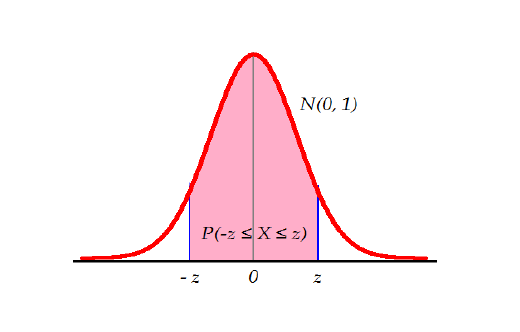 N(0, 1)
P(-z ≤ X ≤ z)
- z 0 z